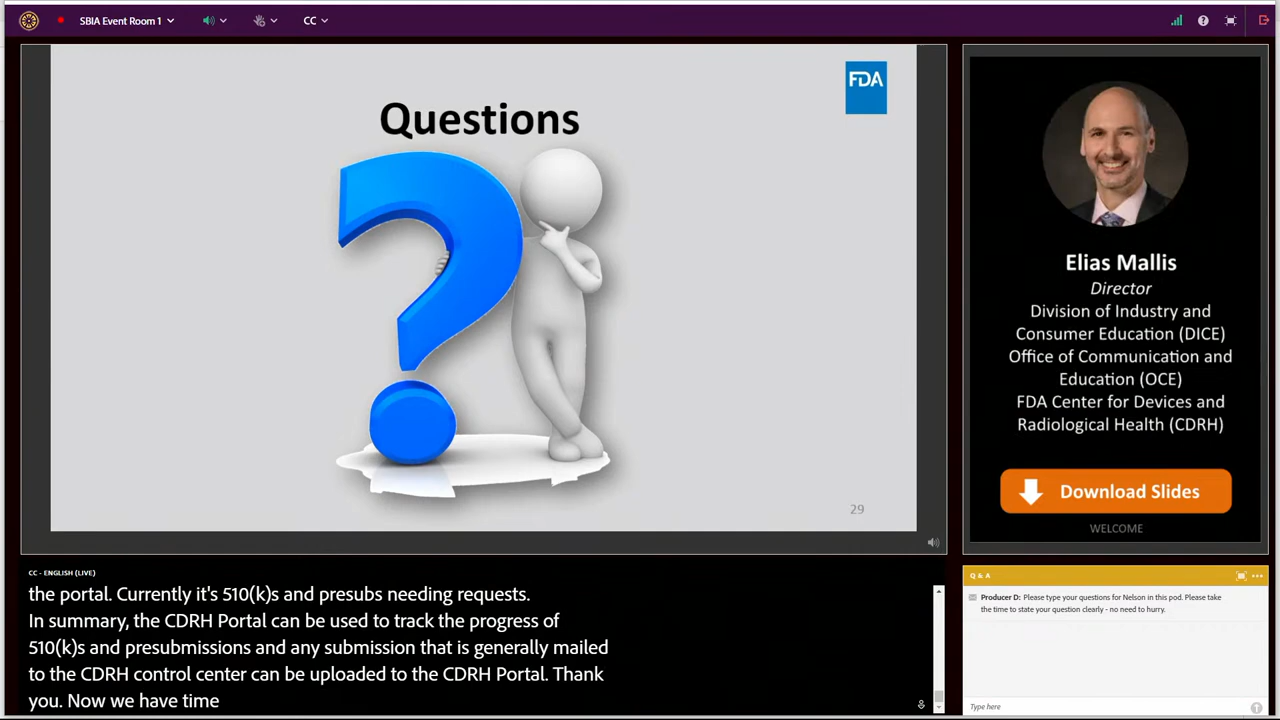 SBIA Event Room 1
CC
Questions
FDA
29
Elias Mallis
Director
Division of Industry and
Consumer Education (DICE)
Office of Communication and
Education (OCE)
FDA Center for Devices and
Radiological Health (CDRH)
Download Slides
WELCOME
CC - ENGLISH (LIVE)
the portal. Currently it's 510(k)s and presubs needing requests.
In summary, the CDRH Portal can be used to track the progress of
510(k)s and presubmissions and any submission that is generally mailed
to the CDRH control center can be uploaded to the CDRH Portal. Thank
you. Now we have time
Q & A
Producer D: Please type your questions for Nelson in this pod. Please take
the time to state your question clearly - no need to hurry.
Type here